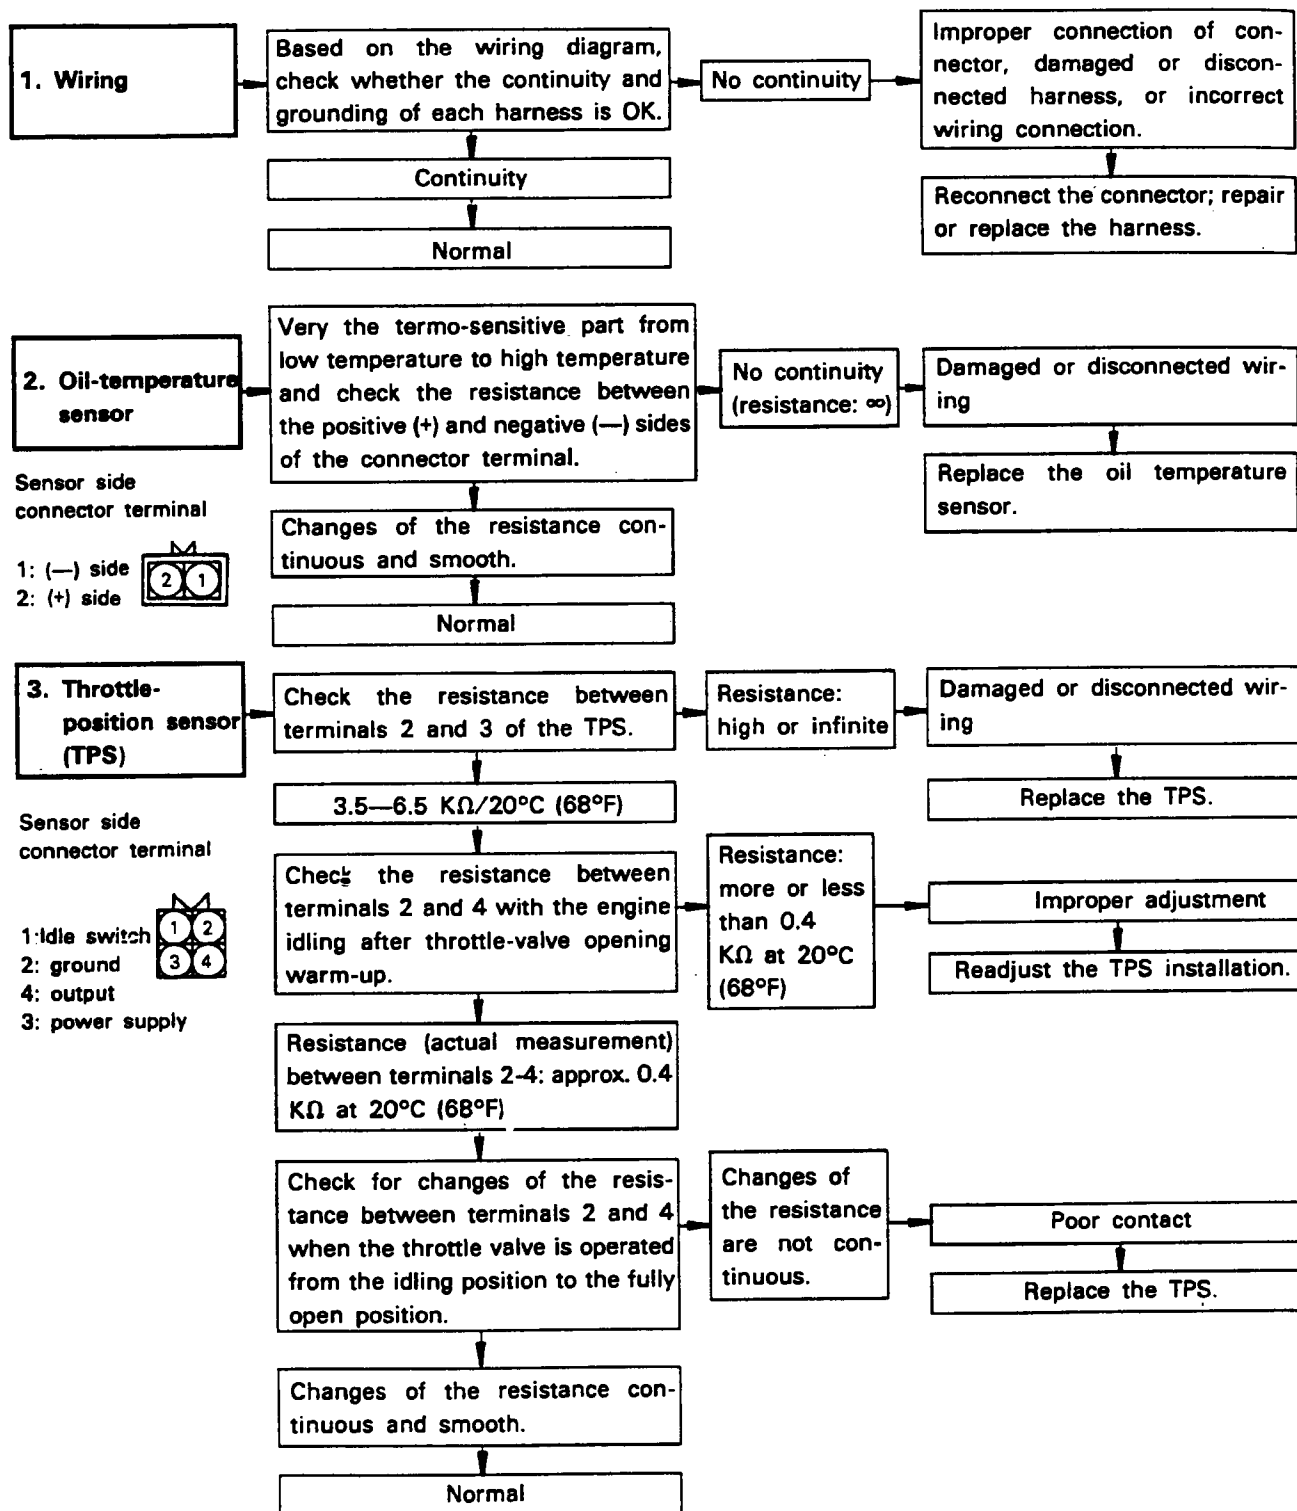 1. Wiring
Based on the wiring diagram,
check whether the continuity and
grounding of each harness is OK.
No continuity
Improper connection of con-
nector, damaged or discon-
nected harness, or incorrect
wiring connection.
Continuity
Reconnect the connector; repair
or replace the harness.
Normal
2. Oil-temperature
sensor
Very the termo-sensitive part from
low temperature to high temperature
and check the resistance between
the positive (+) and negative (—) sides
of the connector terminal.
No continuity
(resistance: ∞)
Damaged or disconnected wir-
ing
Replace the oil temperature
sensor.
Sensor side
connector terminal
1: (—) side
2: (+) side
2 1
Changes of the resistance con-
tinuous and smooth.
Normal
3. Throttle-
position sensor
(TPS)
Check the resistance between
terminals 2 and 3 of the TPS.
Resistance:
high or infinite
Damaged or disconnected wir-
ing
Replace the TPS.
3.5—6.5 KΩ/20°C (68°F)
Sensor side
connector terminal
1:Idle switch
2: ground
4: output
3: power supply
1 2
3 4
Check the resistance between
terminals 2 and 4 with the engine
idling after throttle-valve opening
warm-up.
Resistance:
more or less
than 0.4
KΩ at 20°C
(68°F)
Improper adjustment
Readjust the TPS installation.
Resistance (actual measurement)
between terminals 2-4: approx. 0.4
KΩ at 20°C (68°F)
Check for changes of the resis-
tance between terminals 2 and 4
when the throttle valve is operated
from the idling position to the fully
open position.
Changes of
the resistance
are not con-
tinuous.
Poor contact
Replace the TPS.
Changes of the resistance con-
tinuous and smooth.
Normal